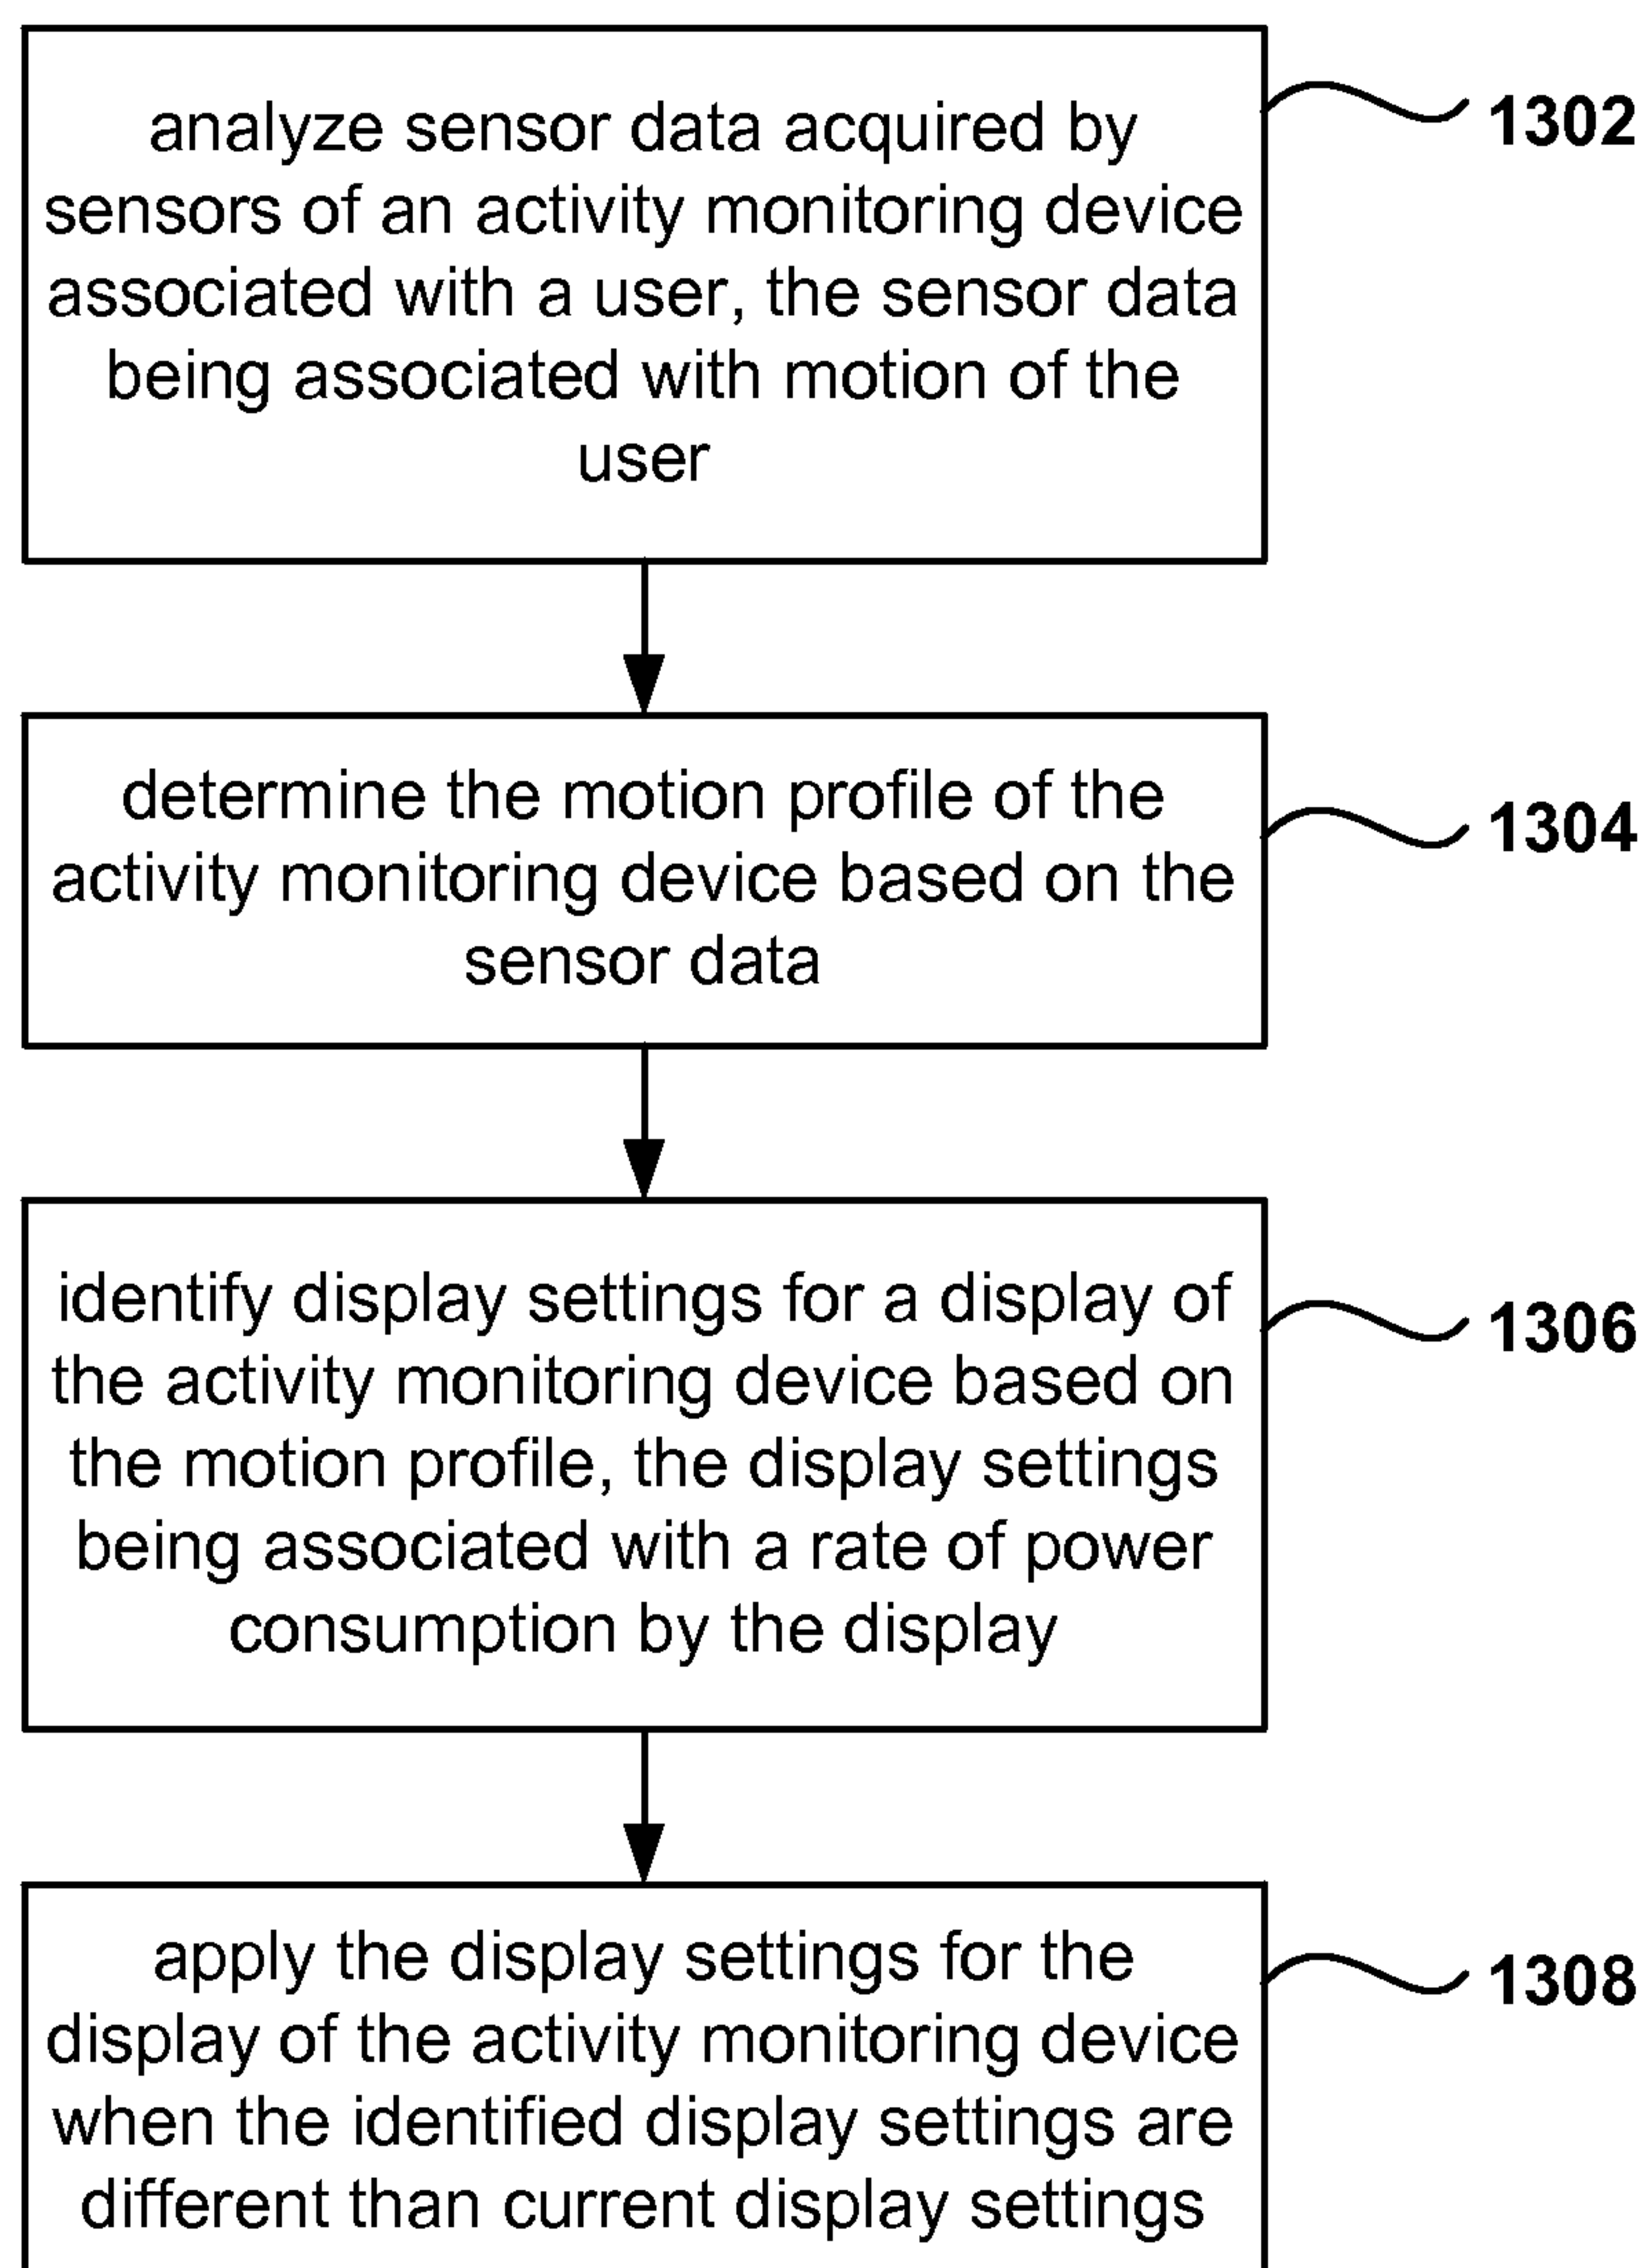 analyze sensor data acquired by
sensors of an activity monitoring device
associated with a user, the sensor data
being associated with motion of the
user
1302
determine the motion profile of the
activity monitoring device based on the
sensor data
1304
identify display settings for a display of
the activity monitoring device based on
the motion profile, the display settings
being associated with a rate of power
consumption by the display
1306
apply the display settings for the
display of the activity monitoring device
when the identified display settings are
different than current display settings
1308